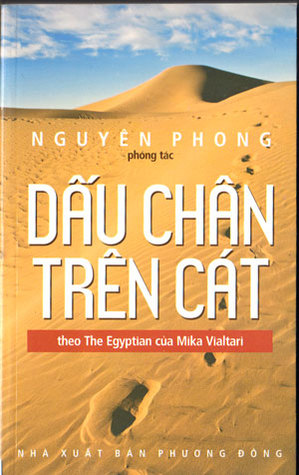 NGUYÊN PHONG
phóng tác
DẤU CHÂN
TRÊN CÁT
theo The Egyptian của Mika Vialtari
NHÀ XUẤT BẢN PHƯƠNG ĐÔNG